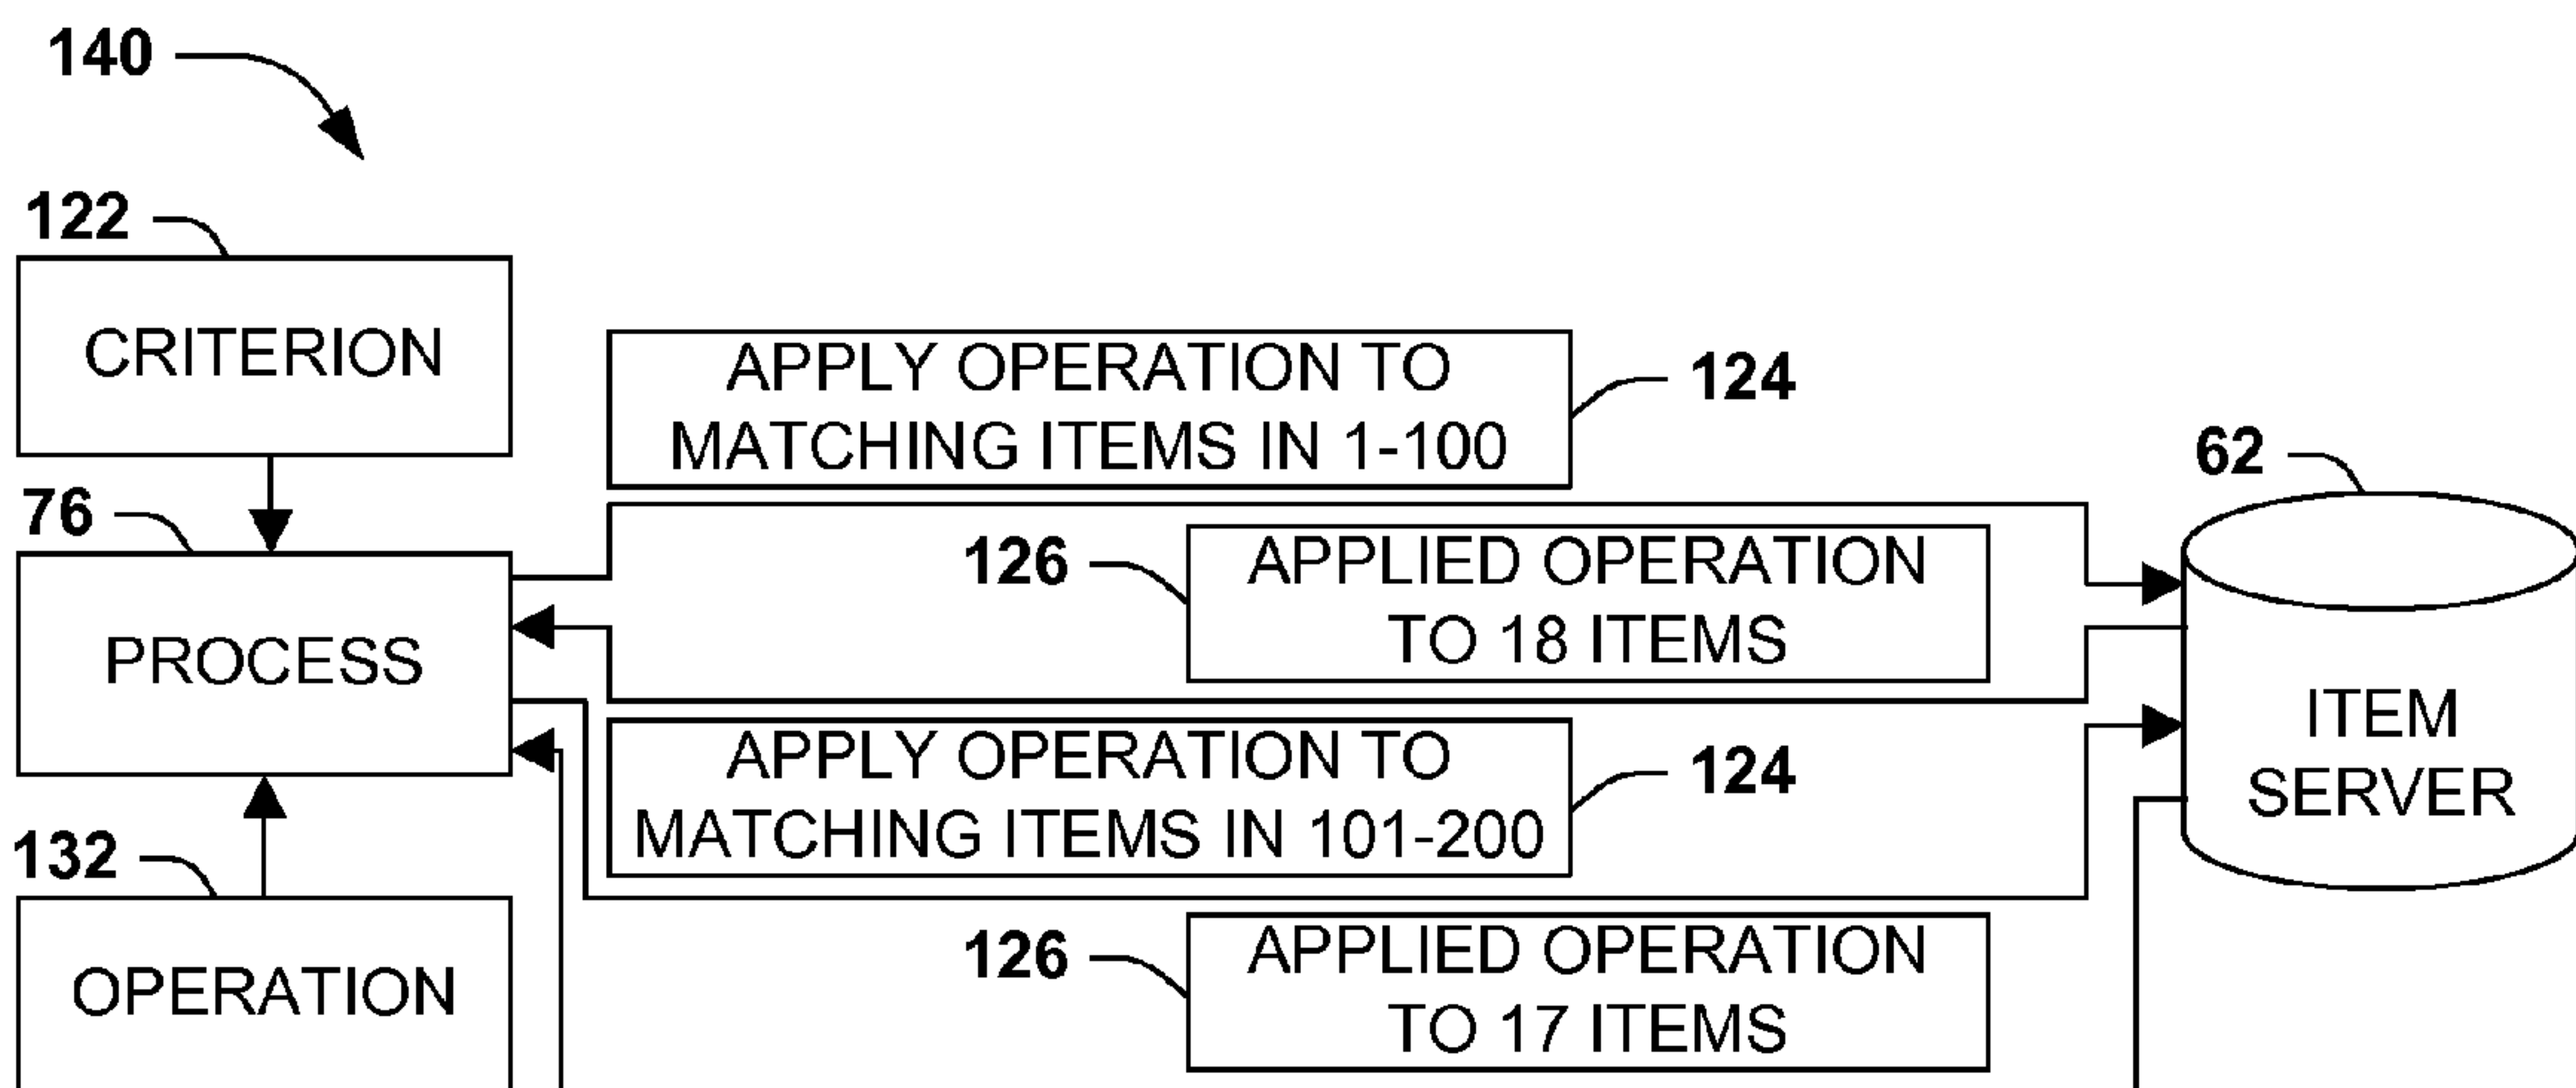 140
122
CRITERION
APPLY OPERATION TO
MATCHING ITEMS IN 1-100
124
62
76
PROCESS
126
APPLIED OPERATION
TO 18 ITEMS
ITEM
SERVER
APPLY OPERATION TO
MATCHING ITEMS IN 101-200
124
132
OPERATION
126
APPLIED OPERATION
TO 17 ITEMS